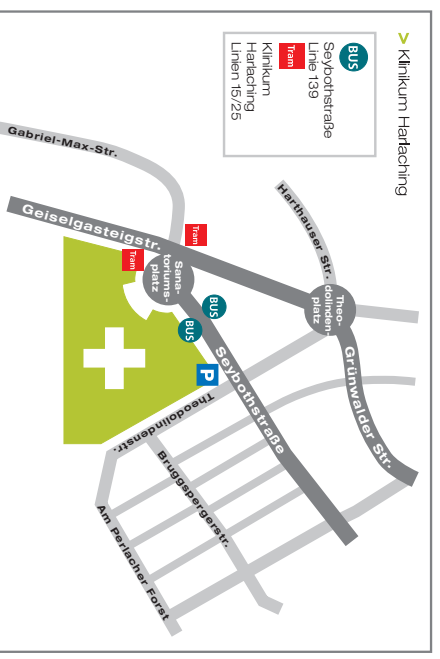 > Klinikum Harlaching
BUS
Seybothstraße
Linie 139
Tram
Klinikum
Harlaching
Linien 15/25
Gabriel-Max-Str.
Geiselgasteigstr.
Harthauser Str.
Theo-
dolinden-
platz
Grünwalder Str.
Tram
Tram
Sana-
toriums-
platz
BUS
BUS
Seybothstraße
P
Theodolindenstr.
Bruggspergerstr.
Am Perlacher Forst